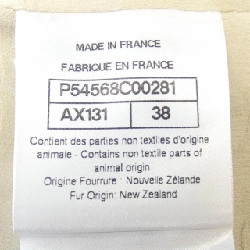 MADE IN FRANCE
FABRIQUE EN FRANCE
P54568C00281
AX131 38
Contient des parties non textiles d'origine
animale - Contains non textile parts of
animal origin
Origine Fourrure : Nouvelle Zélande
Fur Origin: New Zealand